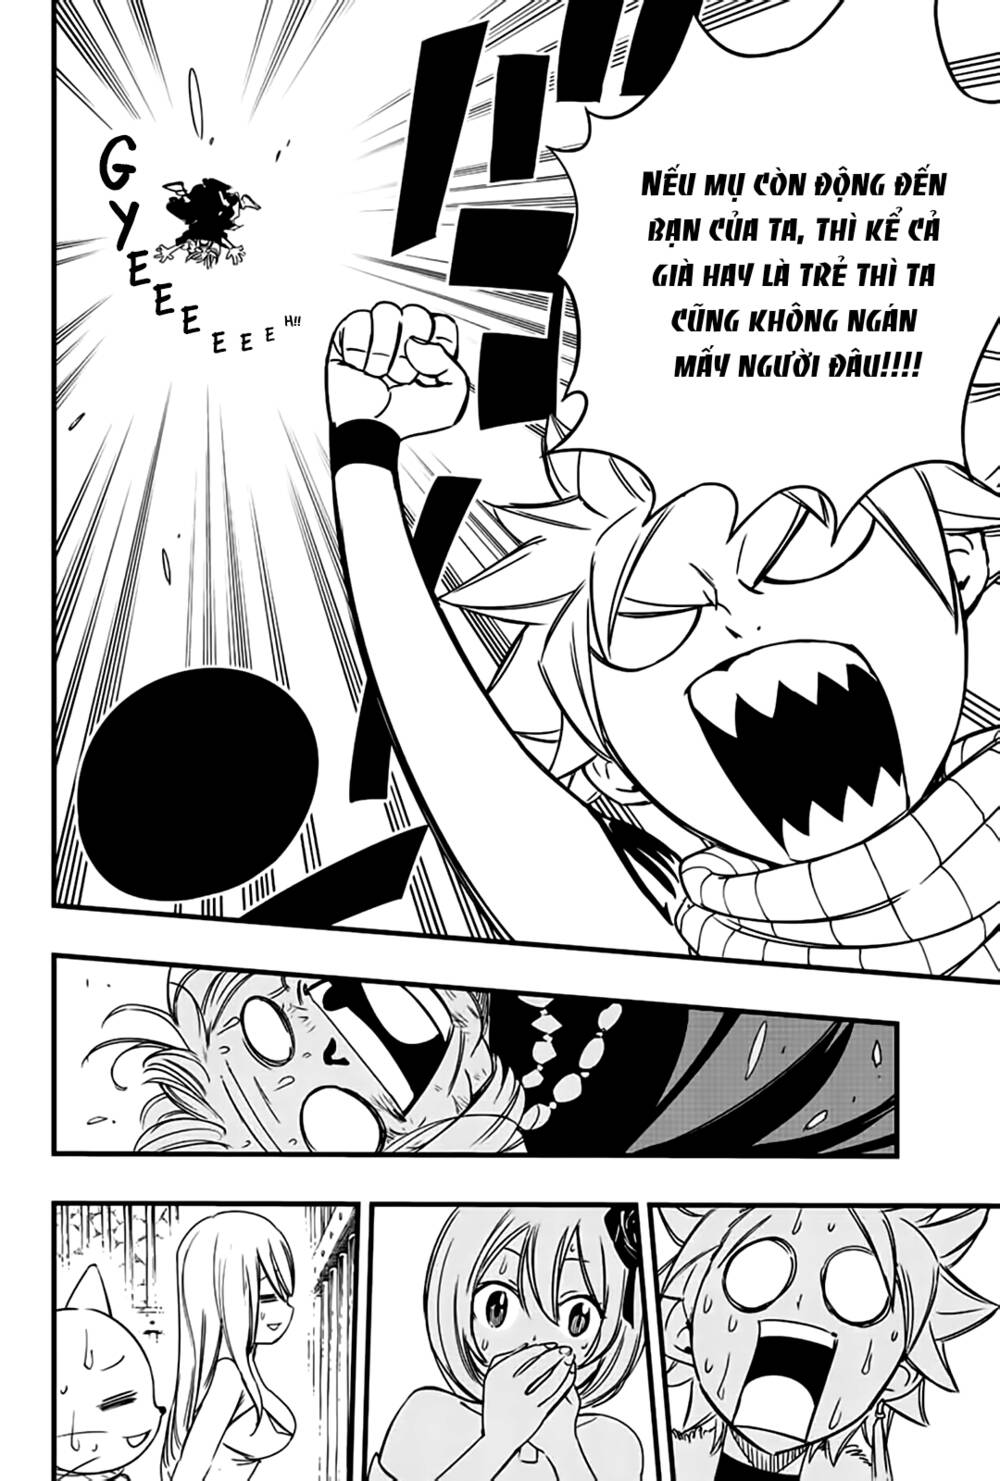 NẾU MỤ CÒN ĐỘNG ĐẾN
BẠN CỦA TA, THÌ KỂ CẢ
GIÀ HAY LÀ TRẺ THÌ TA
CŨNG KHÔNG NGÁN
MẤY NGƯỜI ĐÂU!!!!
GYEEEEEEH!!